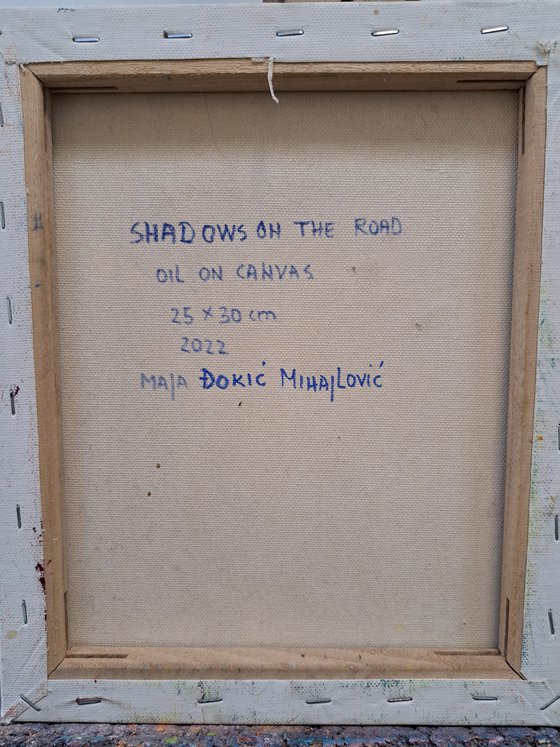 SHADOWS ON THE ROAD
OIL ON CANVAS
25 x 30 cm
2022
MAJA ĐOKIĆ MIHAJLOVIĆ